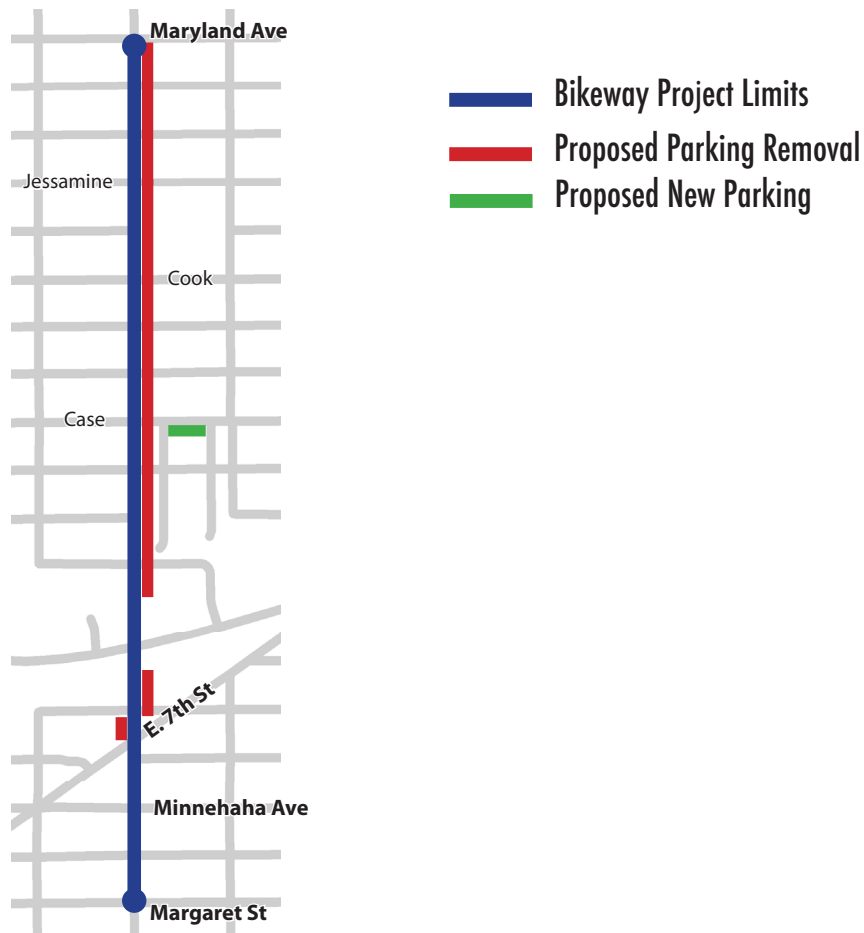 Maryland Ave
Bikeway Project Limits
Proposed Parking Removal
Jessamine
Proposed New Parking
Cook
Case
E. 7th St
Minnehaha Ave
Margaret St